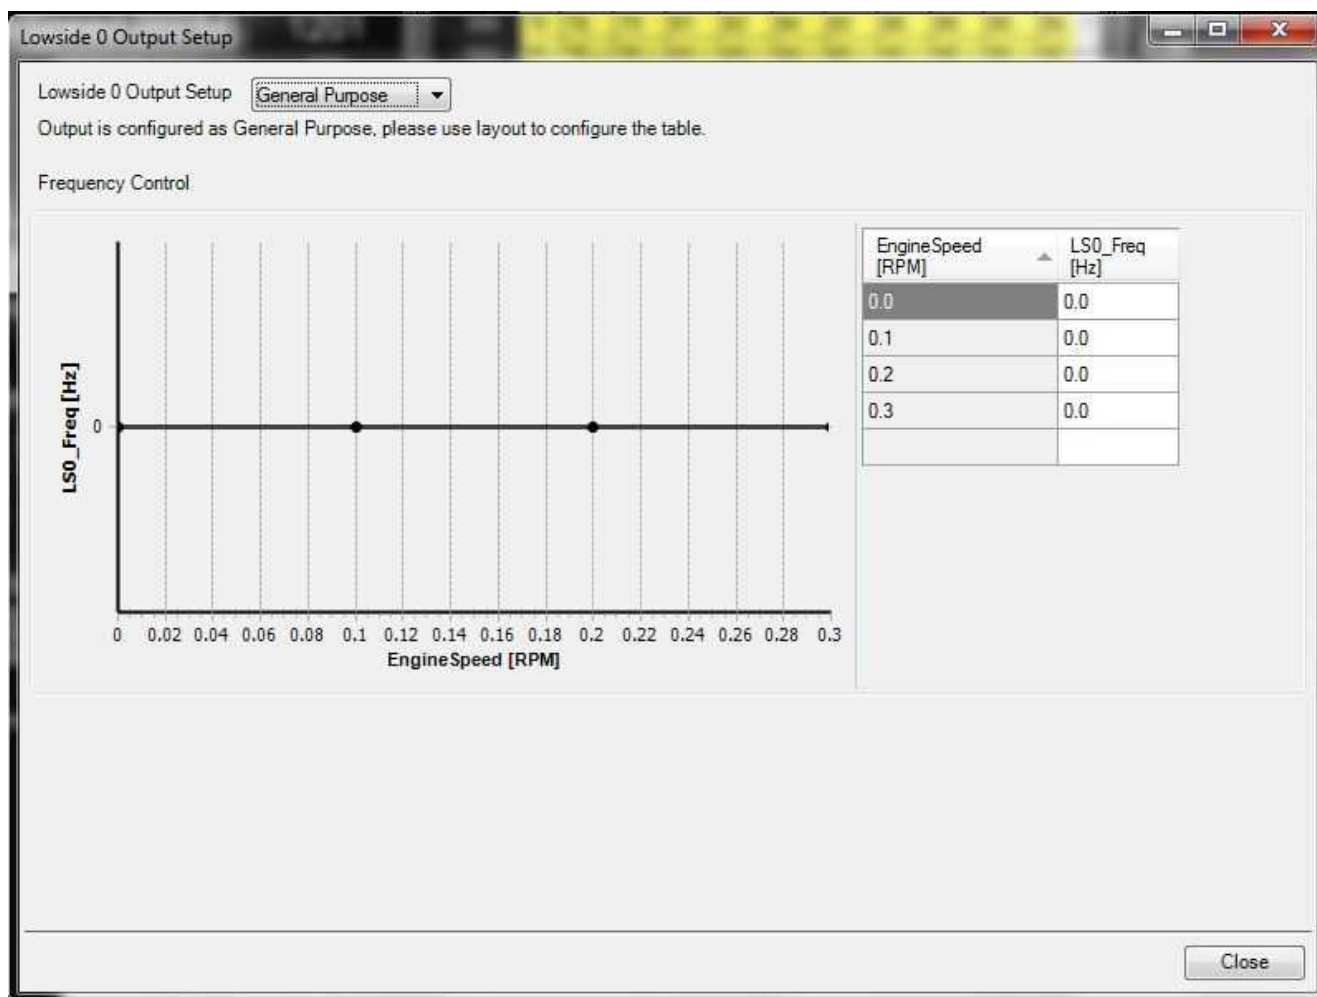 Lowside 0 Output Setup
Lowside 0 Output Setup General Purpose
Output is configured as General Purpose, please use layout to configure the table.
Frequency Control
EngineSpeed [RPM] LS0_Freq [Hz]
0.0 0.0
0.1 0.0
0.2 0.0
0.3 0.0
LS0_Freq [Hz]
0
0 0.02 0.04 0.06 0.08 0.1 0.12 0.14 0.16 0.18 0.2 0.22 0.24 0.26 0.28 0.3
EngineSpeed [RPM]
Close